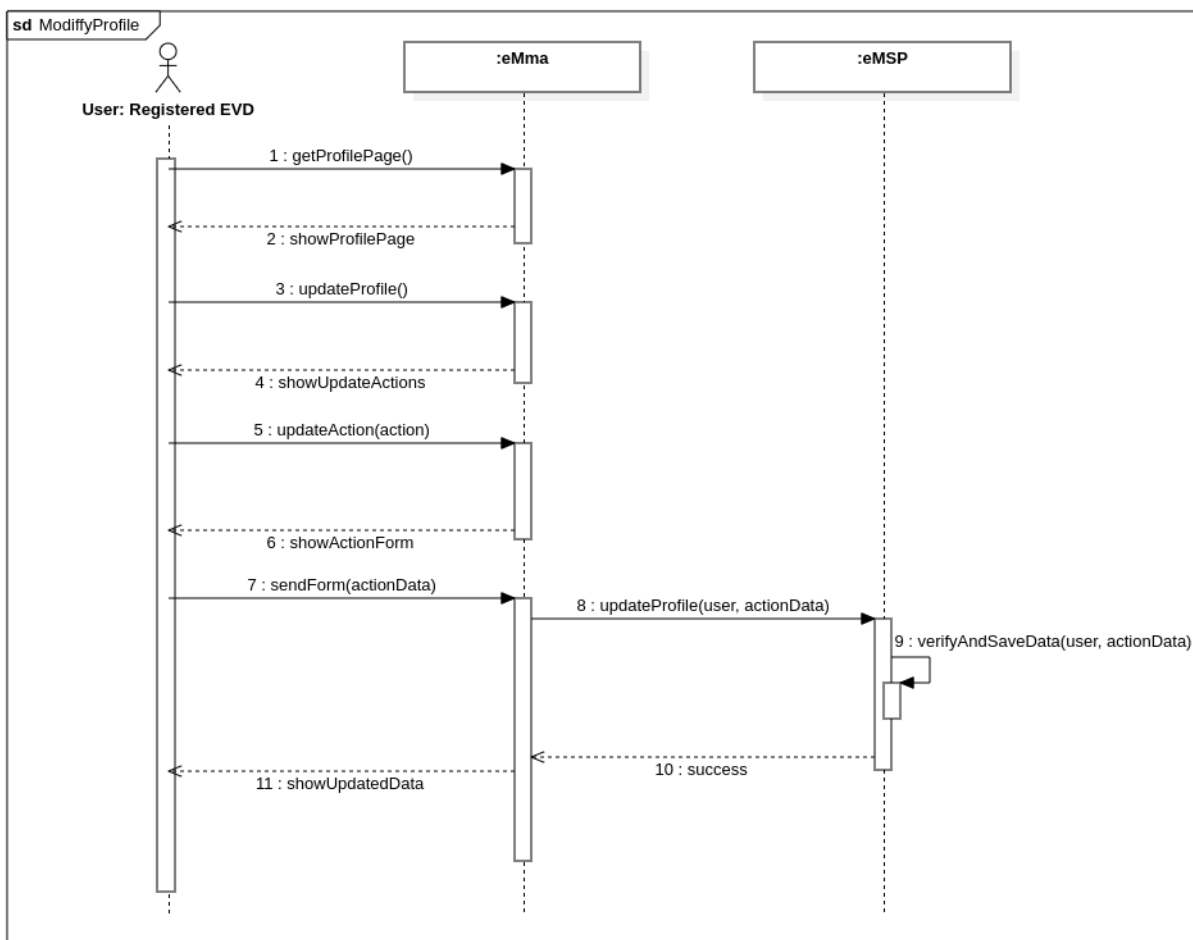 sd ModiffyProfile
:eMma
:eMSP
User: Registered EVD
1 : getProfilePage()
2 : showProfilePage
3 : updateProfile()
4 : showUpdateActions
5 : updateAction(action)
6 : showActionForm
7 : sendForm(actionData)
8 : updateProfile(user, actionData)
9 : verifyAndSaveData(user, actionData)
10 : success
11 : showUpdatedData